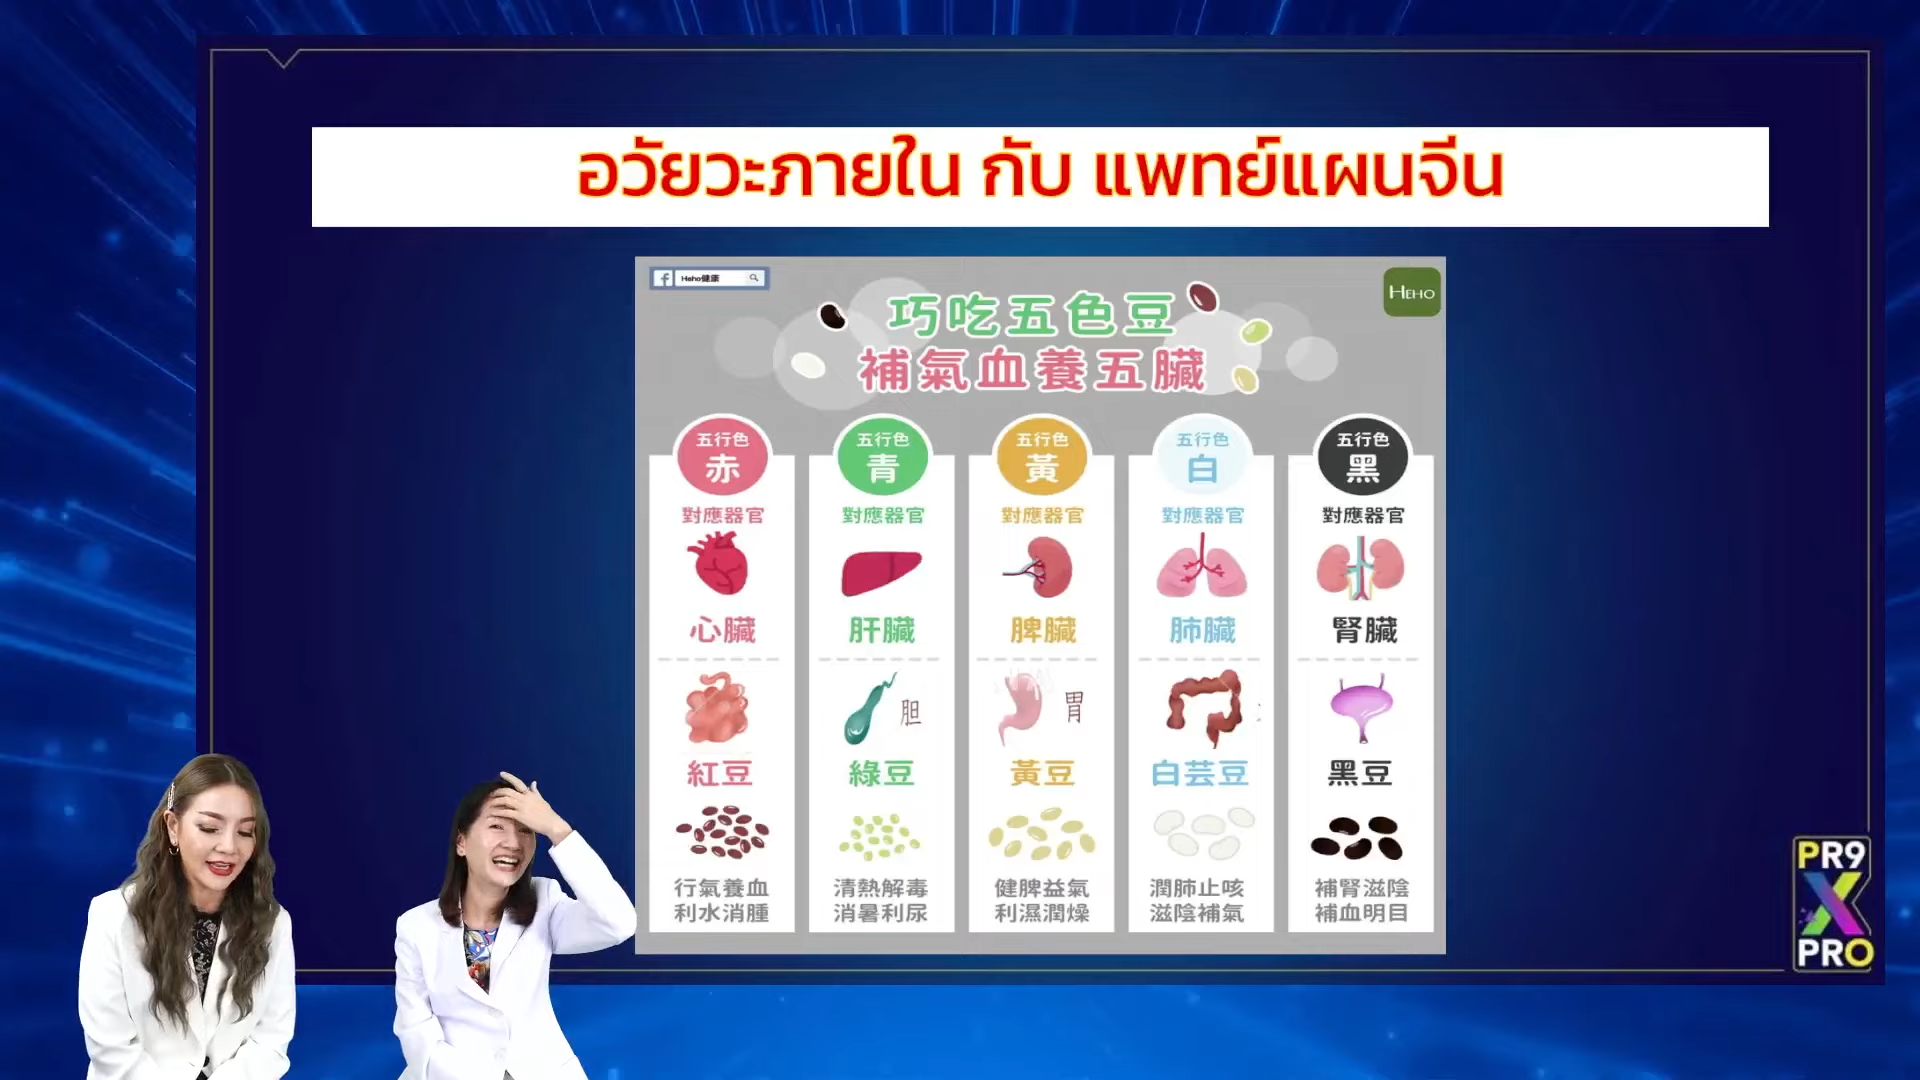 อวัยวะภายใน กับ แพทย์แผนจีน
Heho健康
HEHO
巧吃五色豆
補氣血養五臟
五行色
赤
對應器官
心臟
紅豆
行氣養血
利水消腫
五行色
青
對應器官
肝臟
胆
綠豆
清熱解毒
消暑利尿
五行色
黃
對應器官
脾臟
胃
黃豆
健脾益氣
利濕潤燥
五行色
白
對應器官
肺臟
白芸豆
潤肺止咳
滋陰補氣
五行色
黑
對應器官
腎臟
黑豆
補腎滋陰
補血明目
PR9
X
PRO